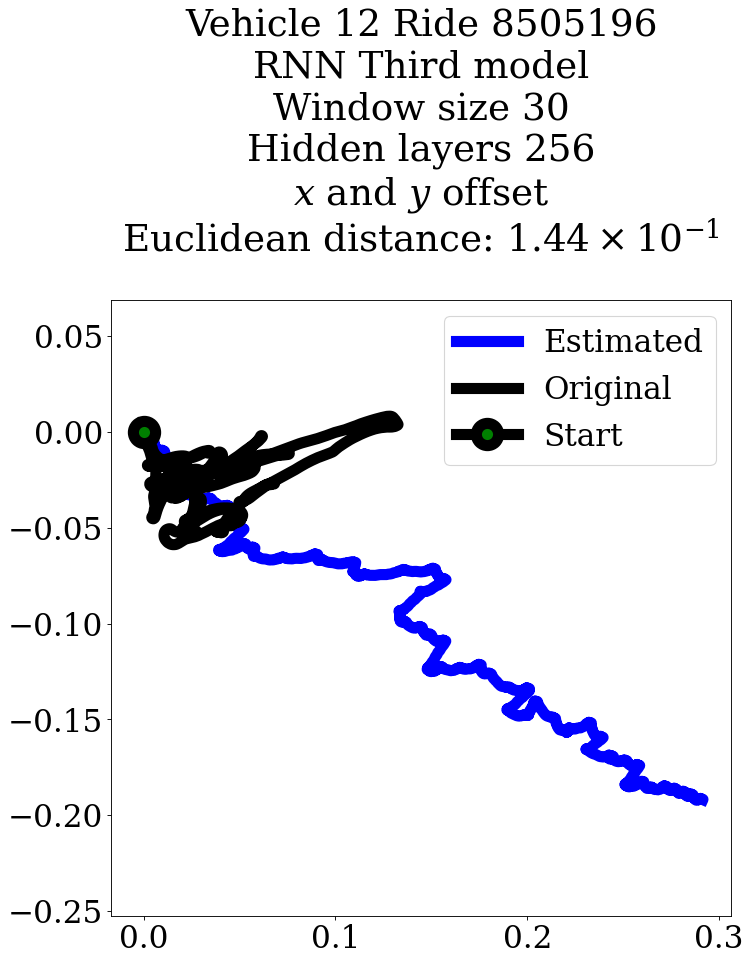 Vehicle 12 Ride 8505196
RNN Third model
Window size 30
Hidden layers 256
x and y offset
Euclidean distance: 1.44 × 10⁻¹
Estimated
Original
Start
0.05
0.00
−0.05
−0.10
−0.15
−0.20
−0.25
0.0 0.1 0.2 0.3